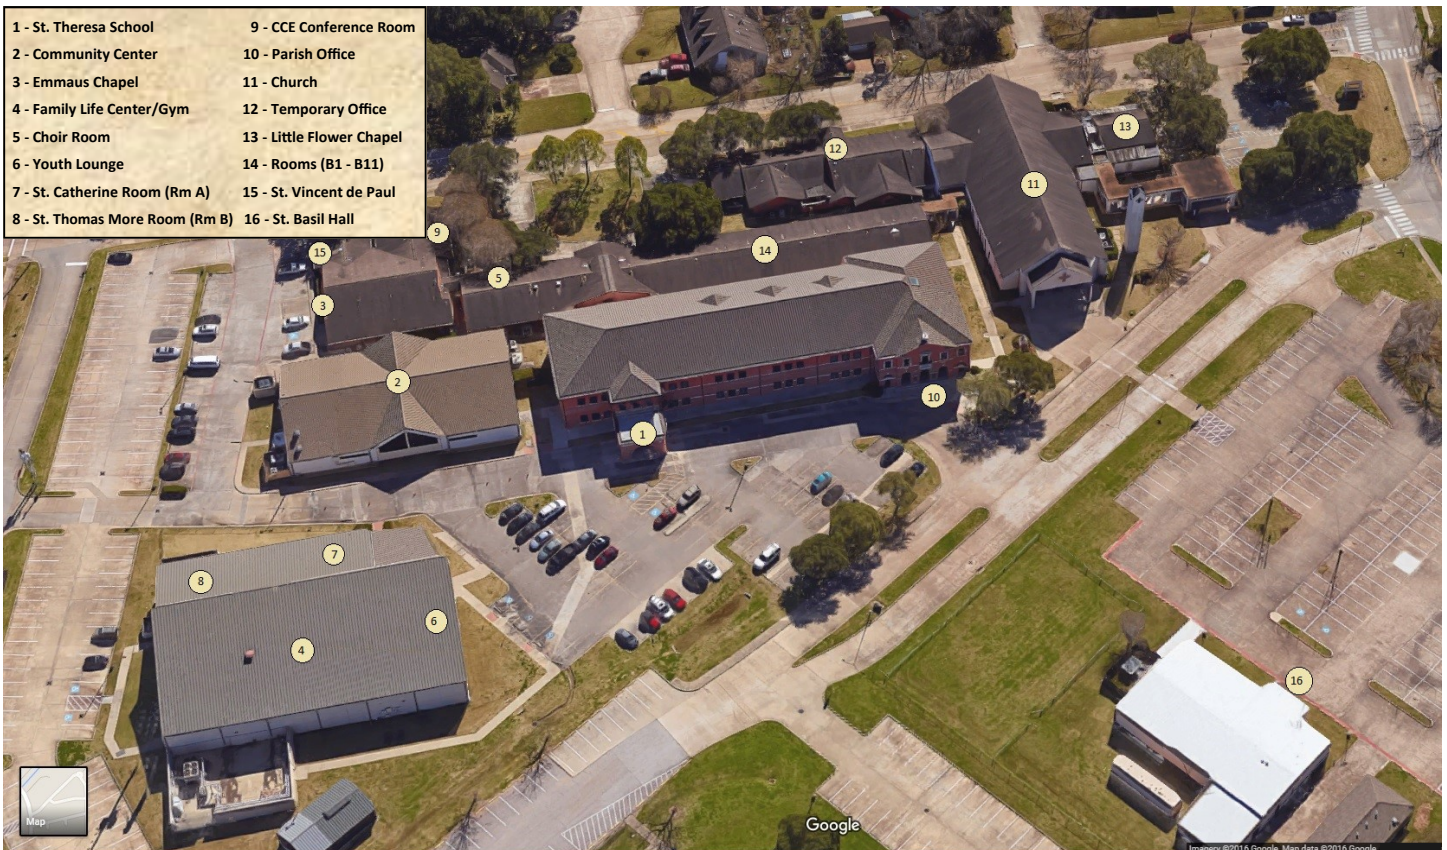 1 - St. Theresa School
2 - Community Center
3 - Emmaus Chapel
4 - Family Life Center/Gym
5 - Choir Room
6 - Youth Lounge
7 - St. Catherine Room (Rm A)
8 - St. Thomas More Room (Rm B)
9 - CCE Conference Room
10 - Parish Office
11 - Church
12 - Temporary Office
13 - Little Flower Chapel
14 - Rooms (B1 - B11)
15 - St. Vincent de Paul
16 - St. Basil Hall
13
12
11
9
15
14
5
3
2
10
1
7
8
6
4
16
Map
Google
Imagery ©2016 Google, Map data ©2016 Google